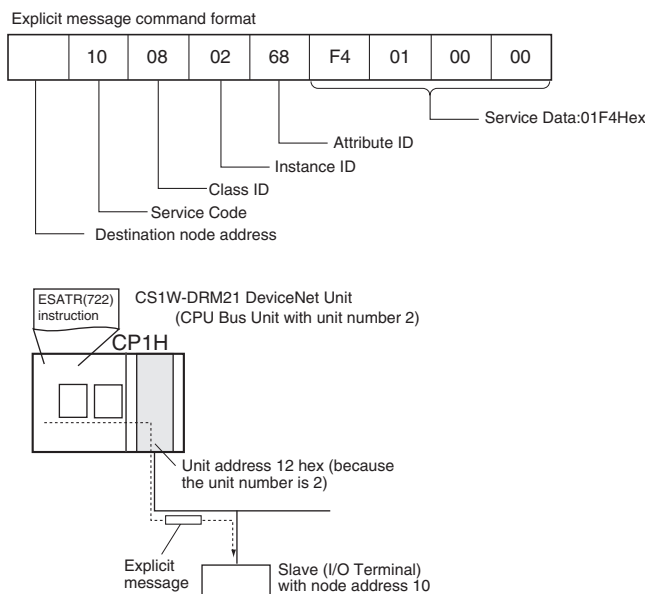 Explicit message command format
10 08 02 68 F4 01 00 00
Service Data:01F4Hex
Attribute ID
Instance ID
Class ID
Service Code
Destination node address
ESATR(722)
instruction
CS1W-DRM21 DeviceNet Unit
(CPU Bus Unit with unit number 2)
CP1H
Unit address 12 hex (because
the unit number is 2)
Explicit
message
Slave (I/O Terminal)
with node address 10